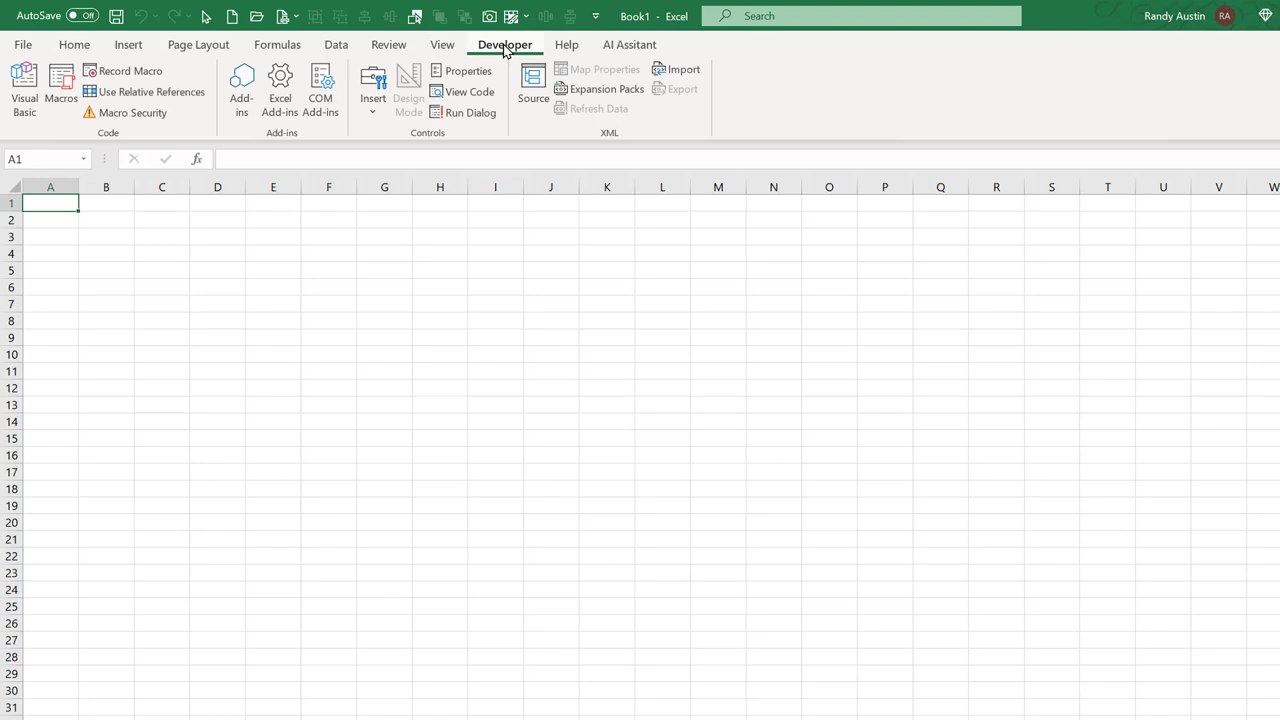 AutoSave Off Book1 - Excel Search Randy Austin RA
File Home Insert Page Layout Formulas Data Review View Developer Help AI Assitant
Visual Basic
Macros
Record Macro
Use Relative References
Macro Security
Code
Add-ins
Excel Add-ins
COM Add-ins
Add-ins
Insert
Design Mode
Properties
View Code
Run Dialog
Controls
Source
Map Properties
Expansion Packs
Refresh Data
Import
Export
XML
A1 fx
A B C D E F G H I J K L M N O P Q R S T U V W
1
2
3
4
5
6
7
8
9
10
11
12
13
14
15
16
17
18
19
20
21
22
23
24
25
26
27
28
29
30
31